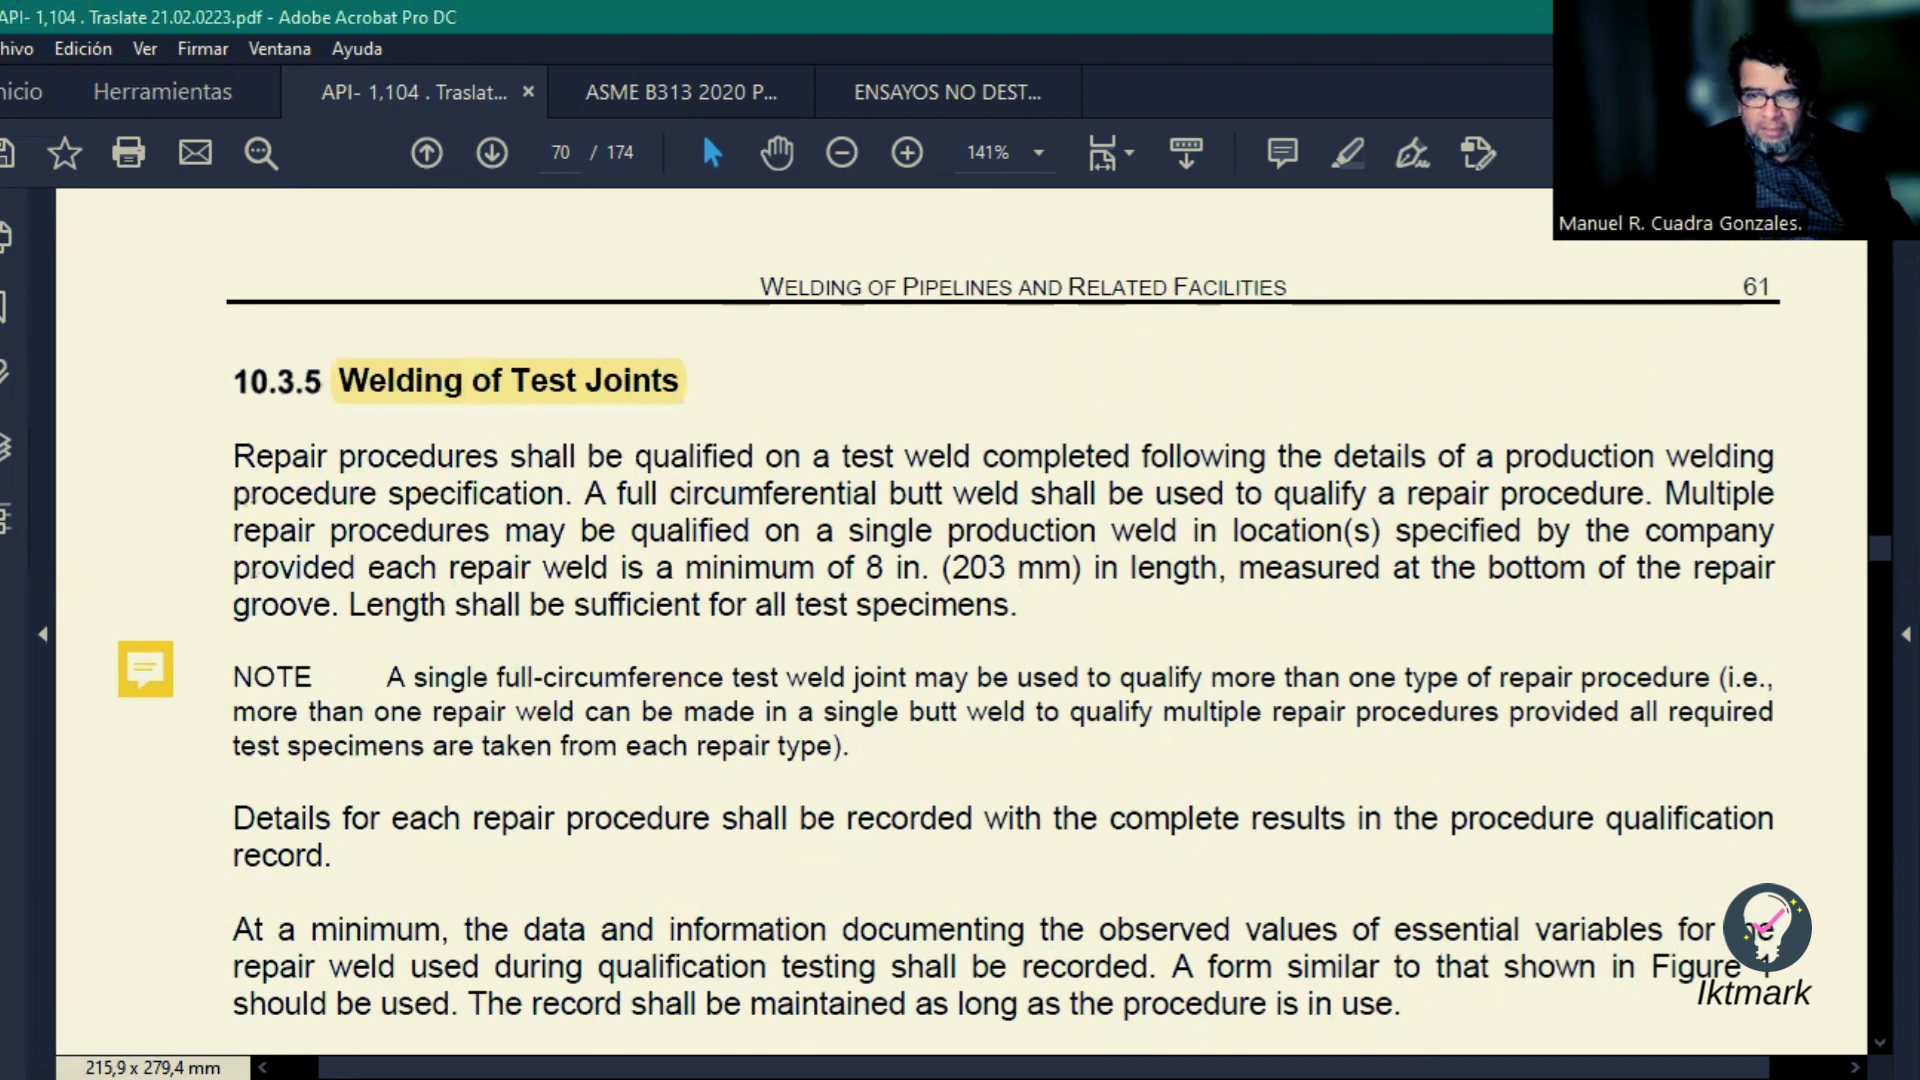 API- 1,104 . Traslate 21.02.0223.pdf - Adobe Acrobat Pro DC
hivo Edición Ver Firmar Ventana Ayuda
nicio Herramientas API- 1,104 . Traslat... × ASME B313 2020 P... ENSAYOS NO DEST...
70 / 174 141%
Manuel R. Cuadra Gonzales.
WELDING OF PIPELINES AND RELATED FACILITIES 61
10.3.5 Welding of Test Joints
Repair procedures shall be qualified on a test weld completed following the details of a production welding
procedure specification. A full circumferential butt weld shall be used to qualify a repair procedure. Multiple
repair procedures may be qualified on a single production weld in location(s) specified by the company
provided each repair weld is a minimum of 8 in. (203 mm) in length, measured at the bottom of the repair
groove. Length shall be sufficient for all test specimens.
NOTE A single full-circumference test weld joint may be used to qualify more than one type of repair procedure (i.e.,
more than one repair weld can be made in a single butt weld to qualify multiple repair procedures provided all required
test specimens are taken from each repair type).
Details for each repair procedure shall be recorded with the complete results in the procedure qualification
record.
At a minimum, the data and information documenting the observed values of essential variables for
repair weld used during qualification testing shall be recorded. A form similar to that shown in Figure
should be used. The record shall be maintained as long as the procedure is in use.
Iktmark
215,9 x 279,4 mm